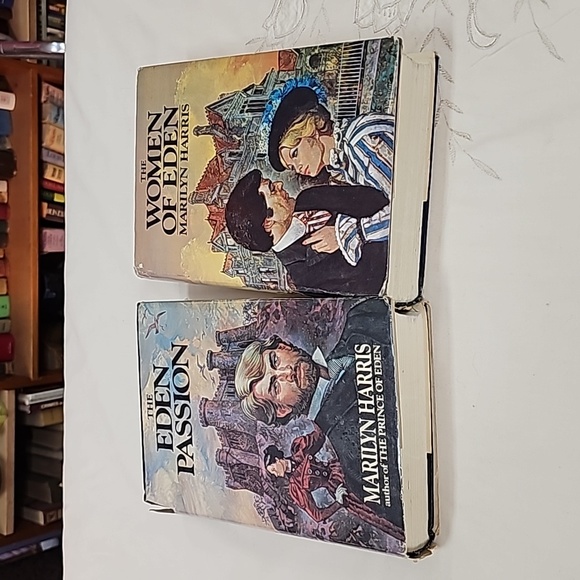 THE
WOMEN
OF EDEN
MARILYN HARRIS
THE
EDEN
PASSION
MARILYN HARRIS
author of THE PRINCE OF EDEN